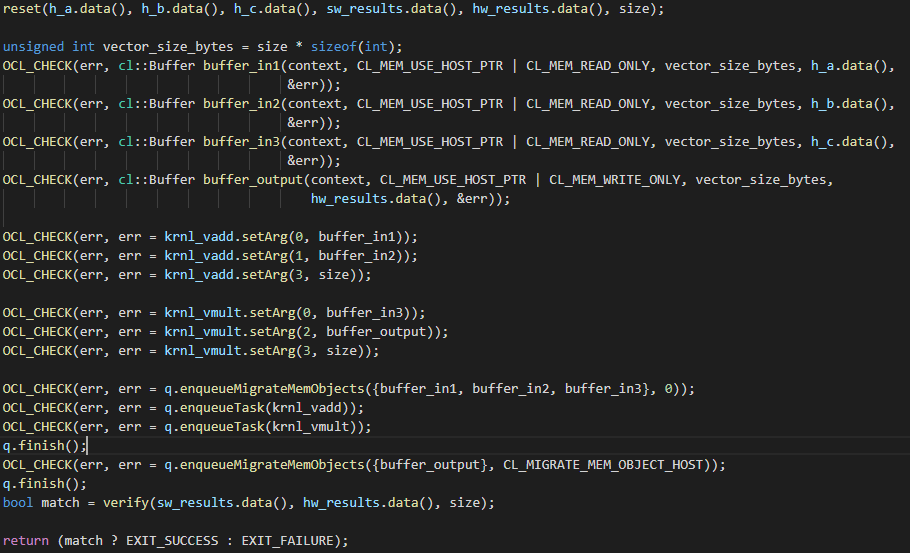 reset(h_a.data(), h_b.data(), h_c.data(), sw_results.data(), hw_results.data(), size);
unsigned int vector_size_bytes = size * sizeof(int);
OCL_CHECK(err, cl::Buffer buffer_in1(context, CL_MEM_USE_HOST_PTR | CL_MEM_READ_ONLY, vector_size_bytes, h_a.data(),
&err));
OCL_CHECK(err, cl::Buffer buffer_in2(context, CL_MEM_USE_HOST_PTR | CL_MEM_READ_ONLY, vector_size_bytes, h_b.data(),
&err));
OCL_CHECK(err, cl::Buffer buffer_in3(context, CL_MEM_USE_HOST_PTR | CL_MEM_READ_ONLY, vector_size_bytes, h_c.data(),
&err));
OCL_CHECK(err, cl::Buffer buffer_output(context, CL_MEM_USE_HOST_PTR | CL_MEM_WRITE_ONLY, vector_size_bytes,
hw_results.data(), &err));
OCL_CHECK(err, err = krnl_vadd.setArg(0, buffer_in1));
OCL_CHECK(err, err = krnl_vadd.setArg(1, buffer_in2));
OCL_CHECK(err, err = krnl_vadd.setArg(3, size));
OCL_CHECK(err, err = krnl_vmult.setArg(0, buffer_in3));
OCL_CHECK(err, err = krnl_vmult.setArg(2, buffer_output));
OCL_CHECK(err, err = krnl_vmult.setArg(3, size));
OCL_CHECK(err, err = q.enqueueMigrateMemObjects({buffer_in1, buffer_in2, buffer_in3}, 0));
OCL_CHECK(err, err = q.enqueueTask(krnl_vadd));
OCL_CHECK(err, err = q.enqueueTask(krnl_vmult));
q.finish();
OCL_CHECK(err, err = q.enqueueMigrateMemObjects({buffer_output}, CL_MIGRATE_MEM_OBJECT_HOST));
q.finish();
bool match = verify(sw_results.data(), hw_results.data(), size);
return (match ? EXIT_SUCCESS : EXIT_FAILURE);